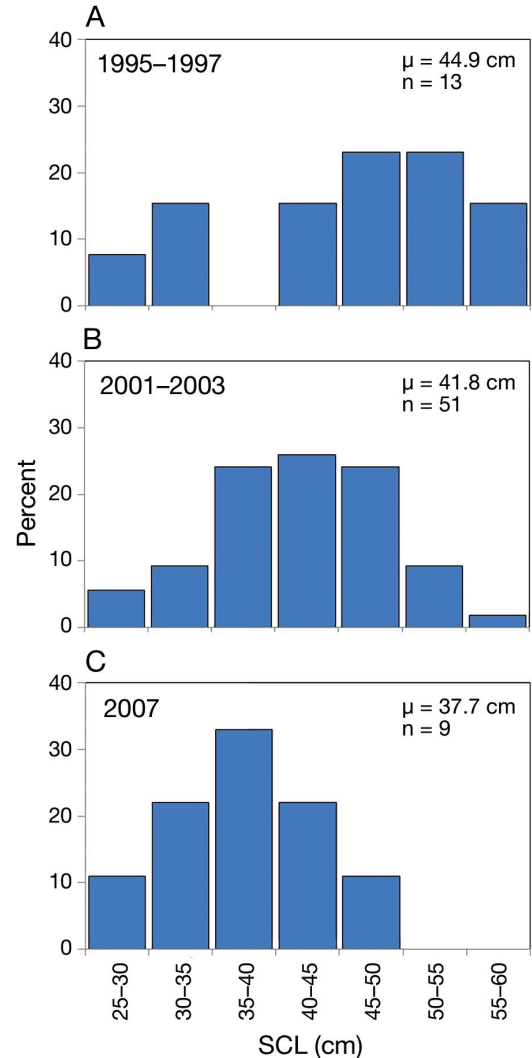 A
40
1995–1997
µ = 44.9 cm
n = 13
30
20
10
0
B
40
2001–2003
µ = 41.8 cm
n = 51
30
20
10
0
Percent
C
40
2007
µ = 37.7 cm
n = 9
30
20
10
0
25–30
30–35
35–40
40–45
45–50
50–55
55–60
SCL (cm)